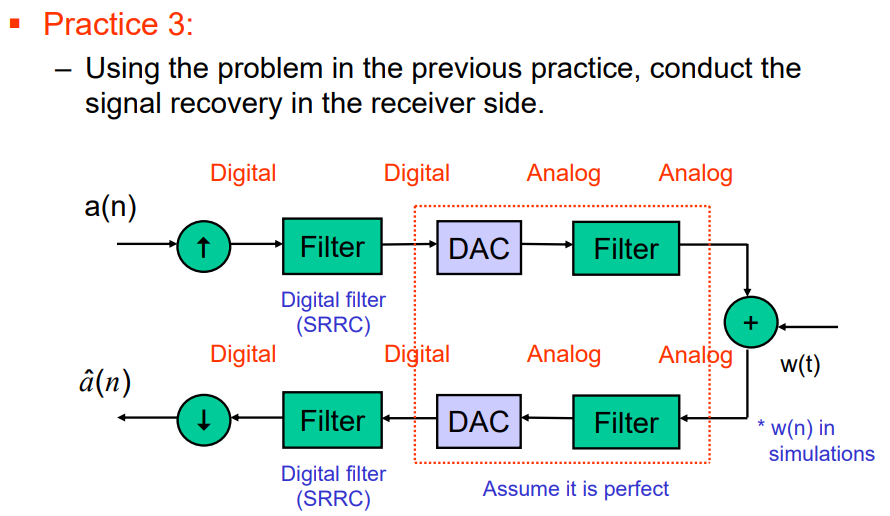 ▪ Practice 3:
– Using the problem in the previous practice, conduct the
signal recovery in the receiver side.
Digital Digital Analog Analog
a(n)
↑ Filter DAC Filter
Digital filter
(SRRC)
+
w(t)
* w(n) in
simulations
Digital Digital Analog Analog
â(n)
↓ Filter DAC Filter
Digital filter
(SRRC)
Assume it is perfect